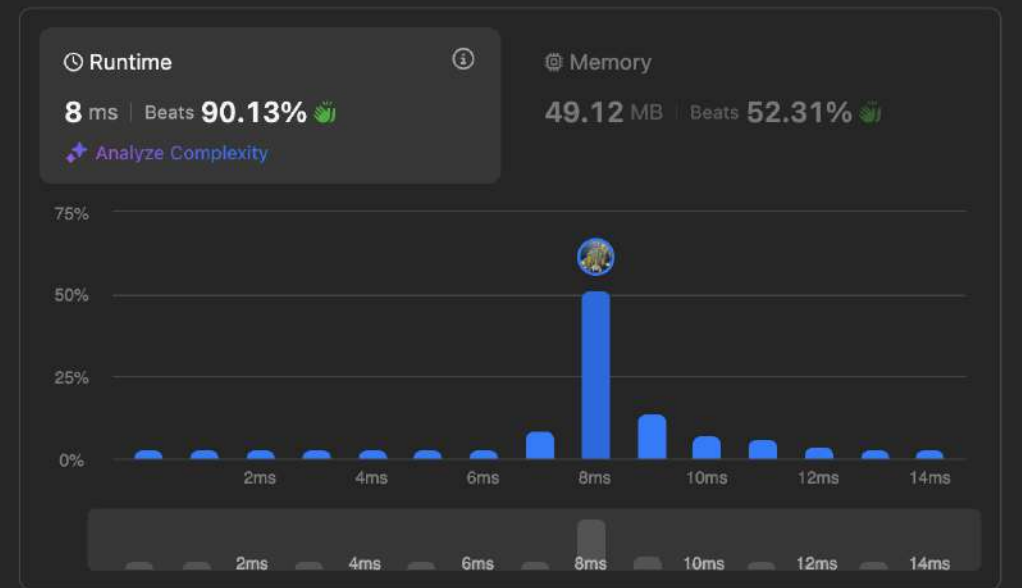 Runtime
8 ms | Beats 90.13%
Analyze Complexity
Memory
49.12 MB | Beats 52.31%
75%
50%
25%
0%
2ms 4ms 6ms 8ms 10ms 12ms 14ms
2ms 4ms 6ms 8ms 10ms 12ms 14ms